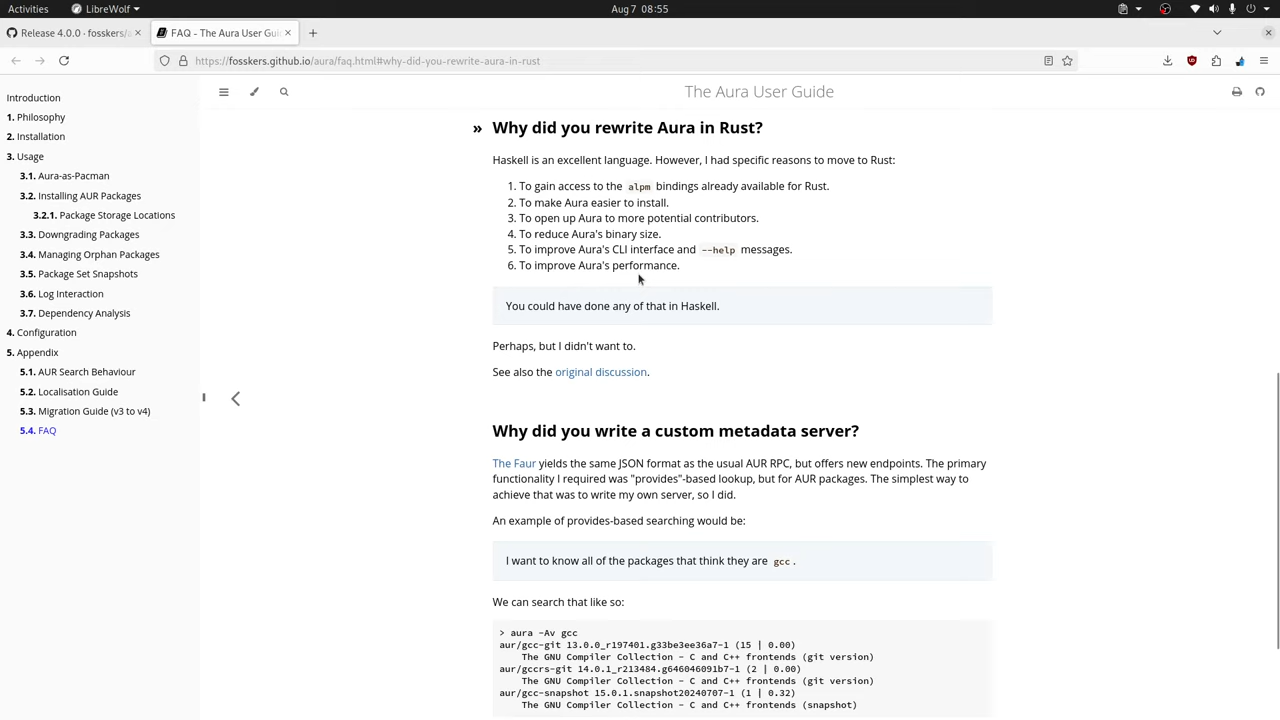 Activities
LibreWolf
Aug 7 08:55
Release 4.0.0 · fosskers/a
FAQ - The Aura User Gui
https://fosskers.github.io/aura/faq.html#why-did-you-rewrite-aura-in-rust
Introduction
1. Philosophy
2. Installation
3. Usage
3.1. Aura-as-Pacman
3.2. Installing AUR Packages
3.2.1. Package Storage Locations
3.3. Downgrading Packages
3.4. Managing Orphan Packages
3.5. Package Set Snapshots
3.6. Log Interaction
3.7. Dependency Analysis
4. Configuration
5. Appendix
5.1. AUR Search Behaviour
5.2. Localisation Guide
5.3. Migration Guide (v3 to v4)
5.4. FAQ
The Aura User Guide
» Why did you rewrite Aura in Rust?
Haskell is an excellent language. However, I had specific reasons to move to Rust:
1. To gain access to the alpm bindings already available for Rust.
2. To make Aura easier to install.
3. To open up Aura to more potential contributors.
4. To reduce Aura's binary size.
5. To improve Aura's CLI interface and --help messages.
6. To improve Aura's performance.
You could have done any of that in Haskell.
Perhaps, but I didn't want to.
See also the original discussion.
Why did you write a custom metadata server?
The Faur yields the same JSON format as the usual AUR RPC, but offers new endpoints. The primary
functionality I required was "provides"-based lookup, but for AUR packages. The simplest way to
achieve that was to write my own server, so I did.
An example of provides-based searching would be:
I want to know all of the packages that think they are gcc.
We can search that like so:
> aura -Av gcc
aur/gcc-git 13.0.0_r197401.g33be3ee36a7-1 (15 | 0.00)
The GNU Compiler Collection - C and C++ frontends (git version)
aur/gccrs-git 14.0.1_r213484.g646046091b7-1 (2 | 0.00)
The GNU Compiler Collection - C and C++ frontends (git version)
aur/gcc-snapshot 15.0.1.snapshot20240707-1 (1 | 0.32)
The GNU Compiler Collection - C and C++ frontends (snapshot)